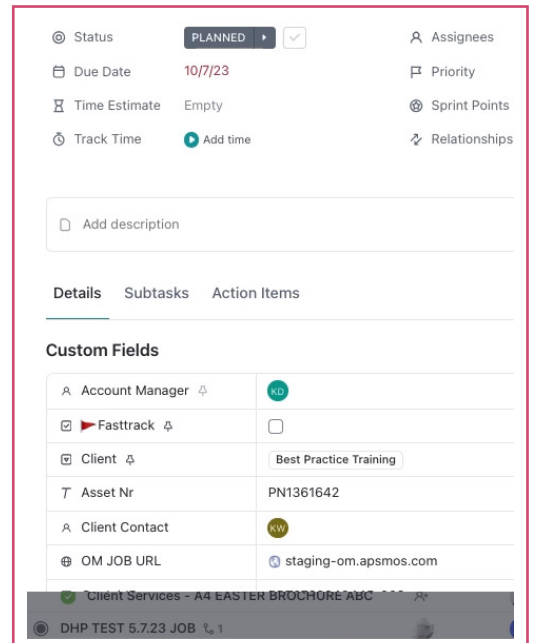 Status PLANNED Assignees
Due Date 10/7/23 Priority
Time Estimate Empty Sprint Points
Track Time Add time Relationships
Add description
Details Subtasks Action Items
Custom Fields
Account Manager KD
Fasttrack
Client Best Practice Training
Asset Nr PN1361642
Client Contact KW
OM JOB URL staging-om.apsmos.com
Client Services - A4 EASTER BROCHURE ABC
DHP TEST 5.7.23 JOB 1